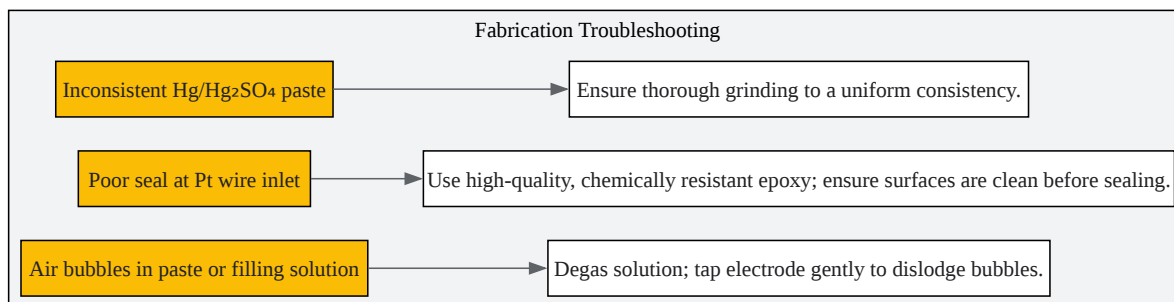 Fabrication Troubleshooting
Inconsistent Hg/Hg₂SO₄ paste
Ensure thorough grinding to a uniform consistency.
Poor seal at Pt wire inlet
Use high-quality, chemically resistant epoxy; ensure surfaces are clean before sealing.
Air bubbles in paste or filling solution
Degas solution; tap electrode gently to dislodge bubbles.